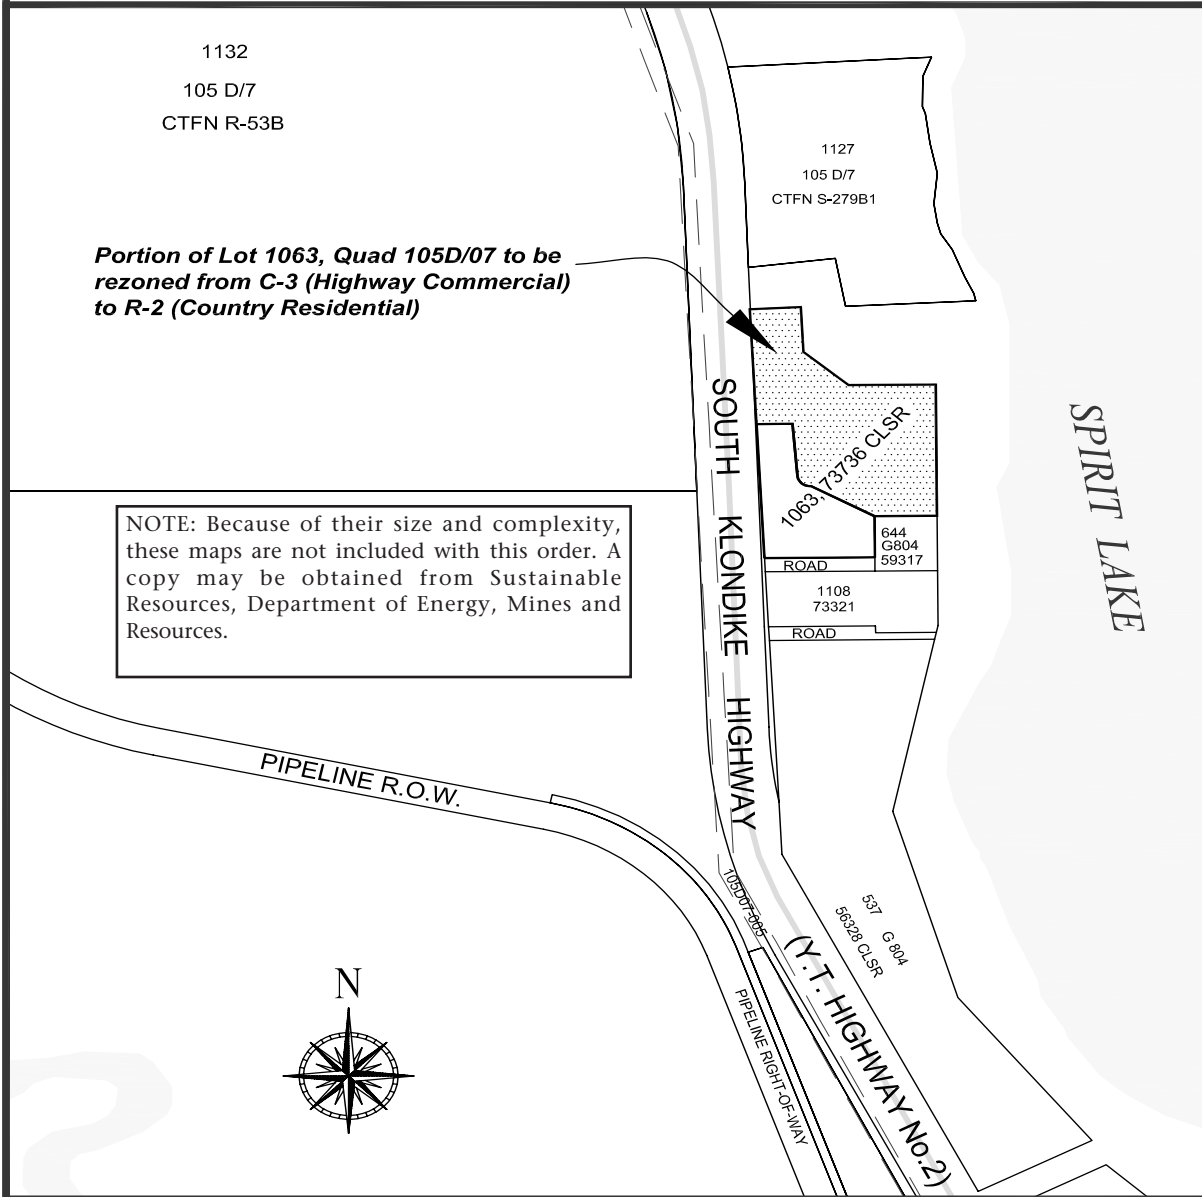 1132
105 D/7
CTFN R-53B
1127
105 D/7
CTFN S-279B1
Portion of Lot 1063, Quad 105D/07 to be
rezoned from C-3 (Highway Commercial)
to R-2 (Country Residential)
SOUTH KLONDIKE HIGHWAY
(Y.T. HIGHWAY No.2)
1063, 73736 CLSR
SPIRIT LAKE
NOTE: Because of their size and complexity,
these maps are not included with this order. A
copy may be obtained from Sustainable
Resources, Department of Energy, Mines and
Resources.
644
G804
59317
ROAD
1108
73321
ROAD
PIPELINE R.O.W.
105D07-005
537 G 804
56328 CLSR
PIPELINE RIGHT-OF-WAY
N